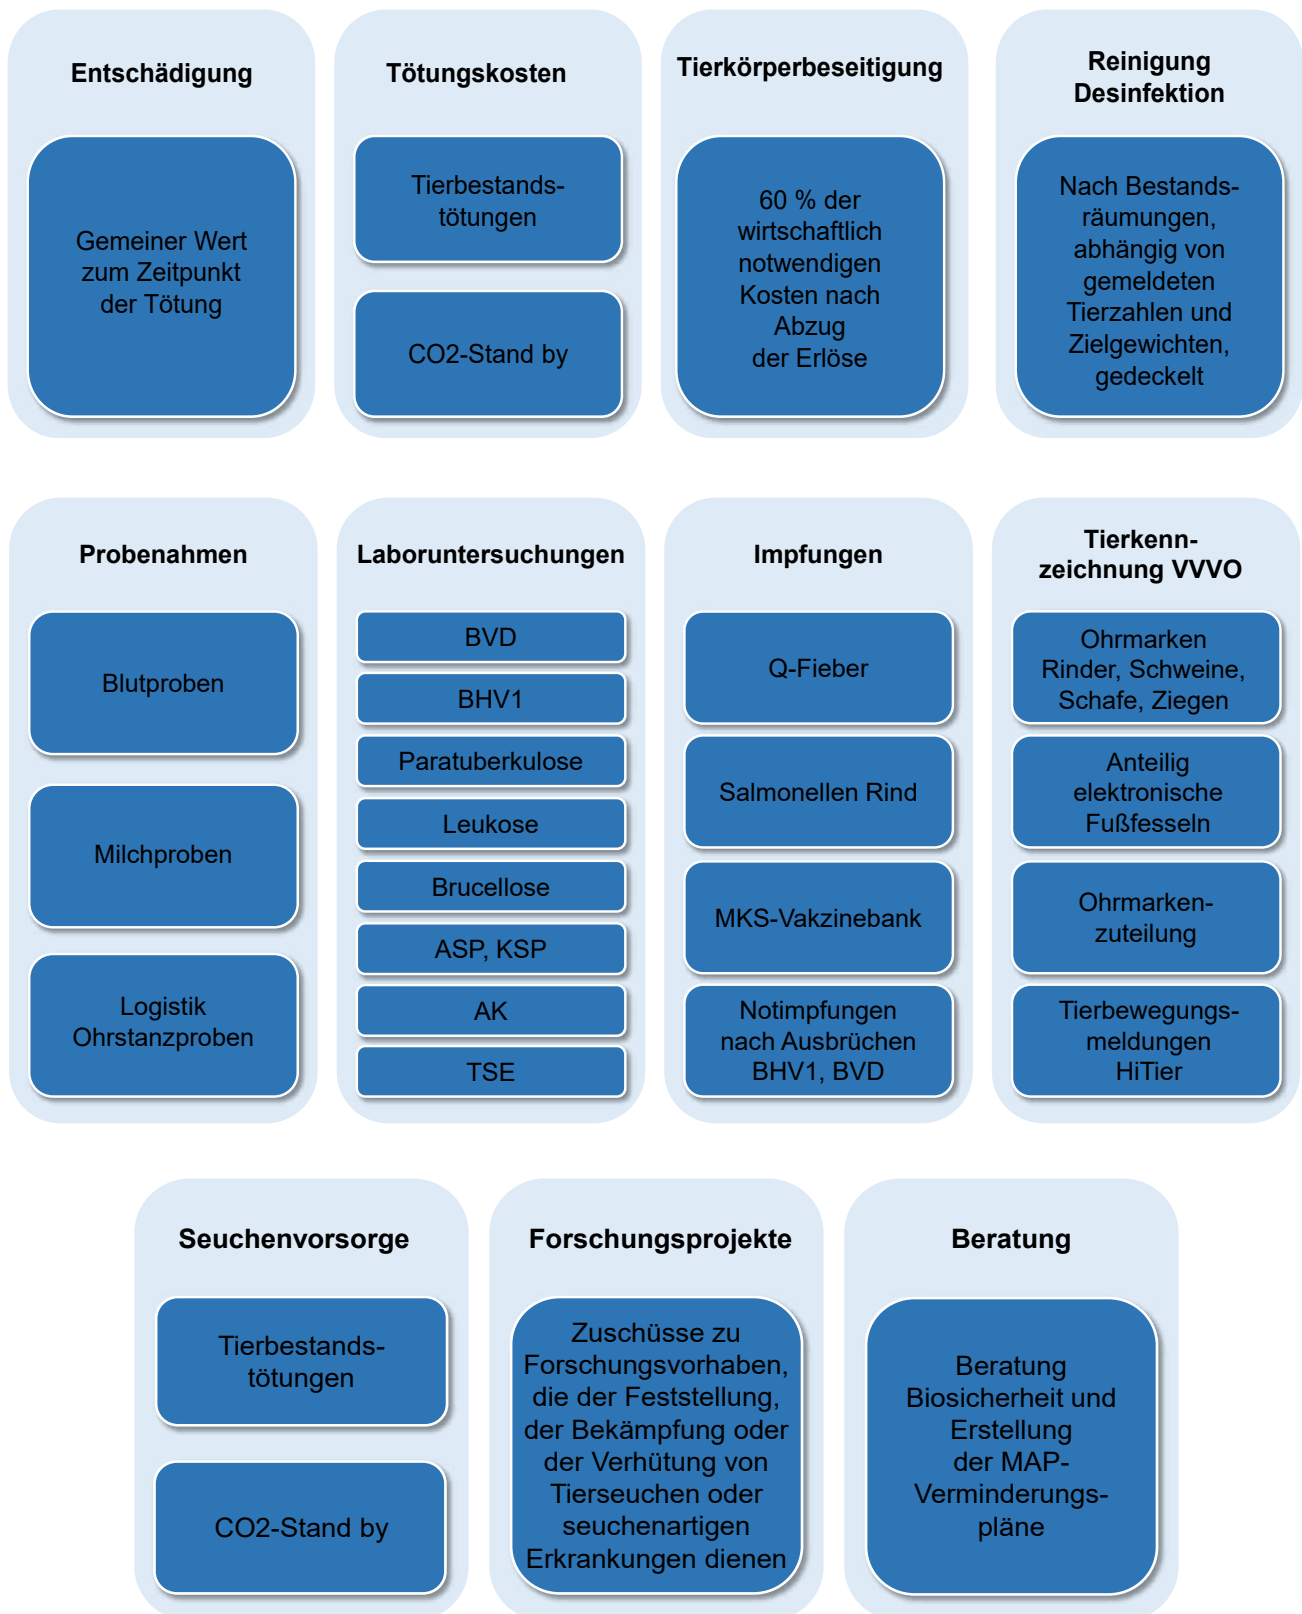 Entschädigung
Gemeiner Wert
zum Zeitpunkt
der Tötung
Tötungskosten
Tierbestands-
tötungen
CO2-Stand by
Tierkörperbeseitigung
60 % der
wirtschaftlich
notwendigen
Kosten nach
Abzug
der Erlöse
Reinigung
Desinfektion
Nach Bestands-
räumungen,
abhängig von
gemeldeten
Tierzahlen und
Zielgewichten,
gedeckelt
Probenahmen
Blutproben
Milchproben
Logistik
Ohrstanzproben
Laboruntersuchungen
BVD
BHV1
Paratuberkulose
Leukose
Brucellose
ASP, KSP
AK
TSE
Impfungen
Q-Fieber
Salmonellen Rind
MKS-Vakzinebank
Notimpfungen
nach Ausbrüchen
BHV1, BVD
Tierkenn-
zeichnung VVVO
Ohrmarken
Rinder, Schweine,
Schafe, Ziegen
Anteilig
elektronische
Fußfesseln
Ohrmarken-
zuteilung
Tierbewegungs-
meldungen
HiTier
Seuchenvorsorge
Tierbestands-
tötungen
CO2-Stand by
Forschungsprojekte
Zuschüsse zu
Forschungsvorhaben,
die der Feststellung,
der Bekämpfung oder
der Verhütung von
Tierseuchen oder
seuchenartigen
Erkrankungen dienen
Beratung
Beratung
Biosicherheit und
Erstellung
der MAP-
Verminderungs-
pläne